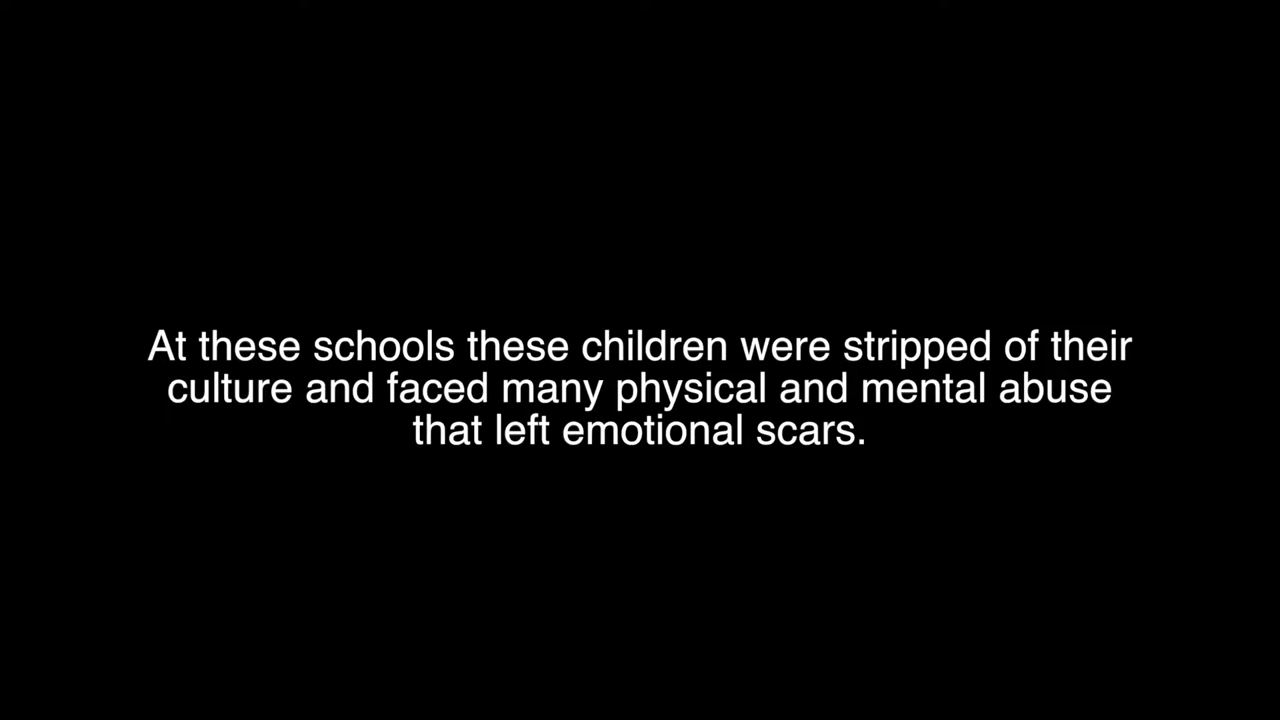 At these schools these children were stripped of their
culture and faced many physical and mental abuse
that left emotional scars.